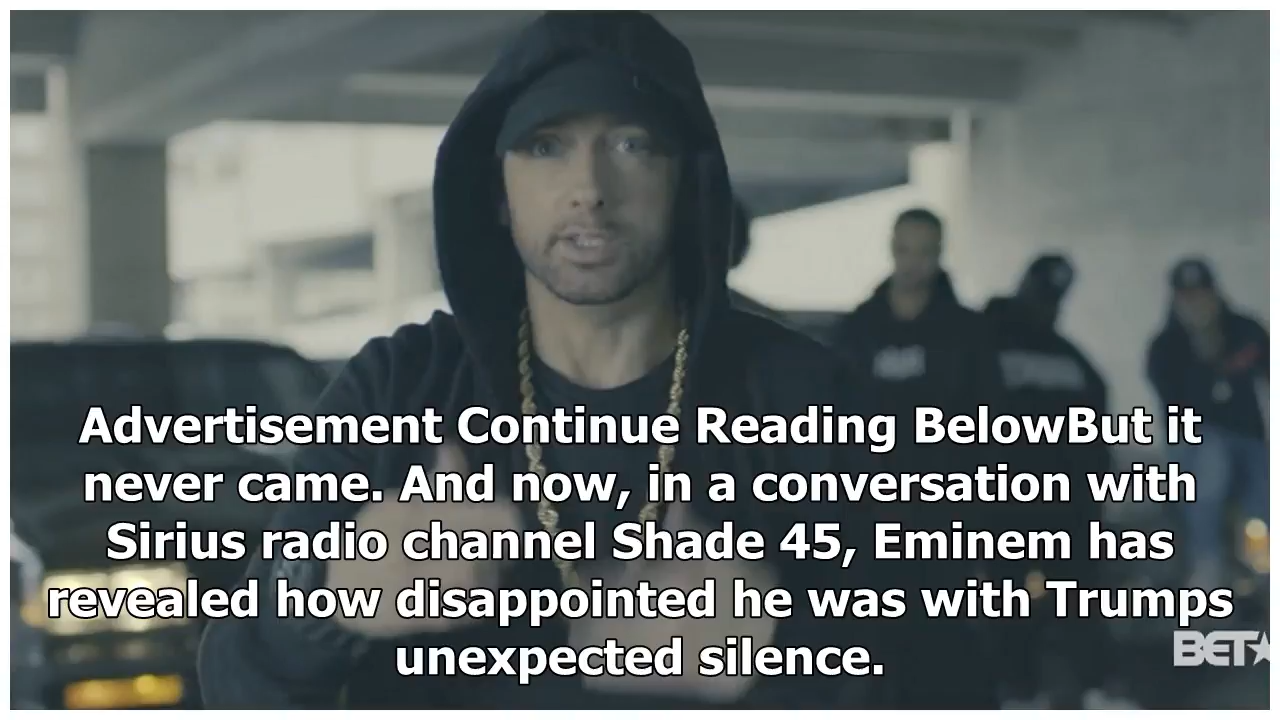 Advertisement Continue Reading BelowBut it
never came. And now, in a conversation with
Sirius radio channel Shade 45, Eminem has
revealed how disappointed he was with Trumps
unexpected silence.
BET